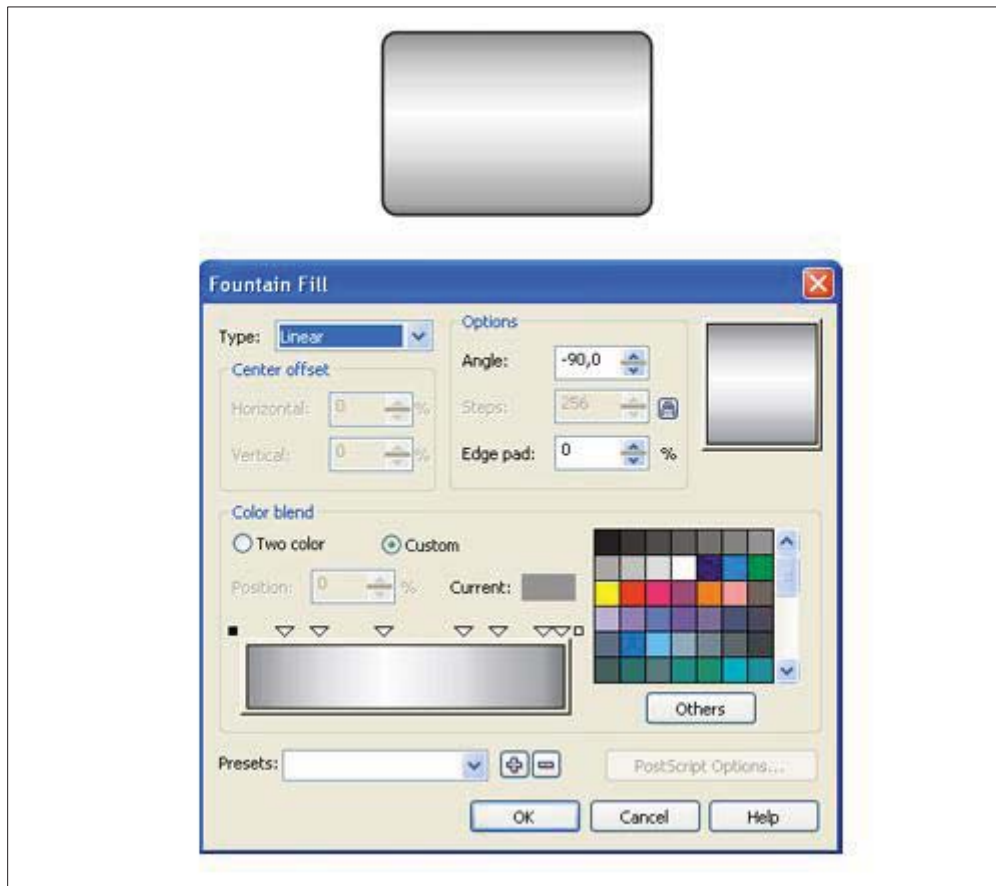 Fountain Fill
Type: Linear
Center offset
Horizontal: 0 %
Vertical: 0 %
Options
Angle: -90,0
Steps: 256
Edge pad: 0 %
Color blend
Two color
Custom
Position: 0 %
Current:
Others
Presets:
PostScript Options...
OK
Cancel
Help